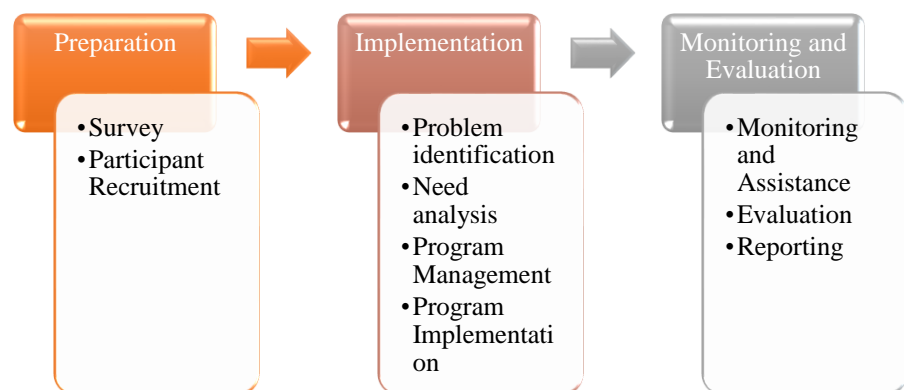 Preparation
•Survey
•Participant
Recruitment
Implementation
•Problem
identification
•Need
analysis
•Program
Management
•Program
Implementati
on
Monitoring and
Evaluation
•Monitoring
and
Assistance
•Evaluation
•Reporting